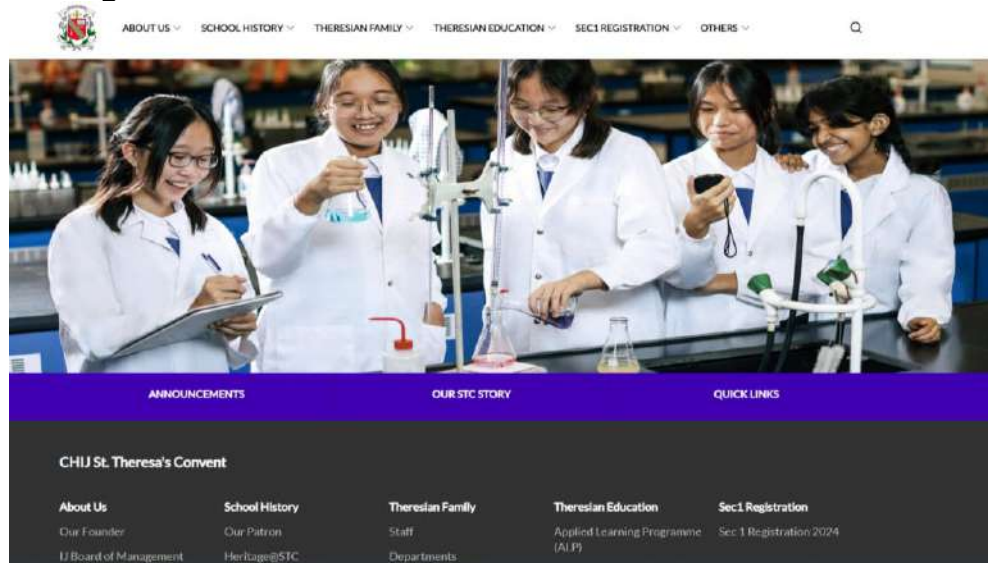 ABOUT US SCHOOL HISTORY THERESIAN FAMILY THERESIAN EDUCATION SEC1 REGISTRATION OTHERS
ANNOUNCEMENTS OUR STC STORY QUICK LINKS
CHIJ St. Theresa's Convent
About Us School History Theresian Family Theresian Education Sec1 Registration
Our Founder Our Patron Staff Applied Learning Programme Sec 1 Registration 2024
(ALP)
IJ Board of Management Heritage@STC Departments